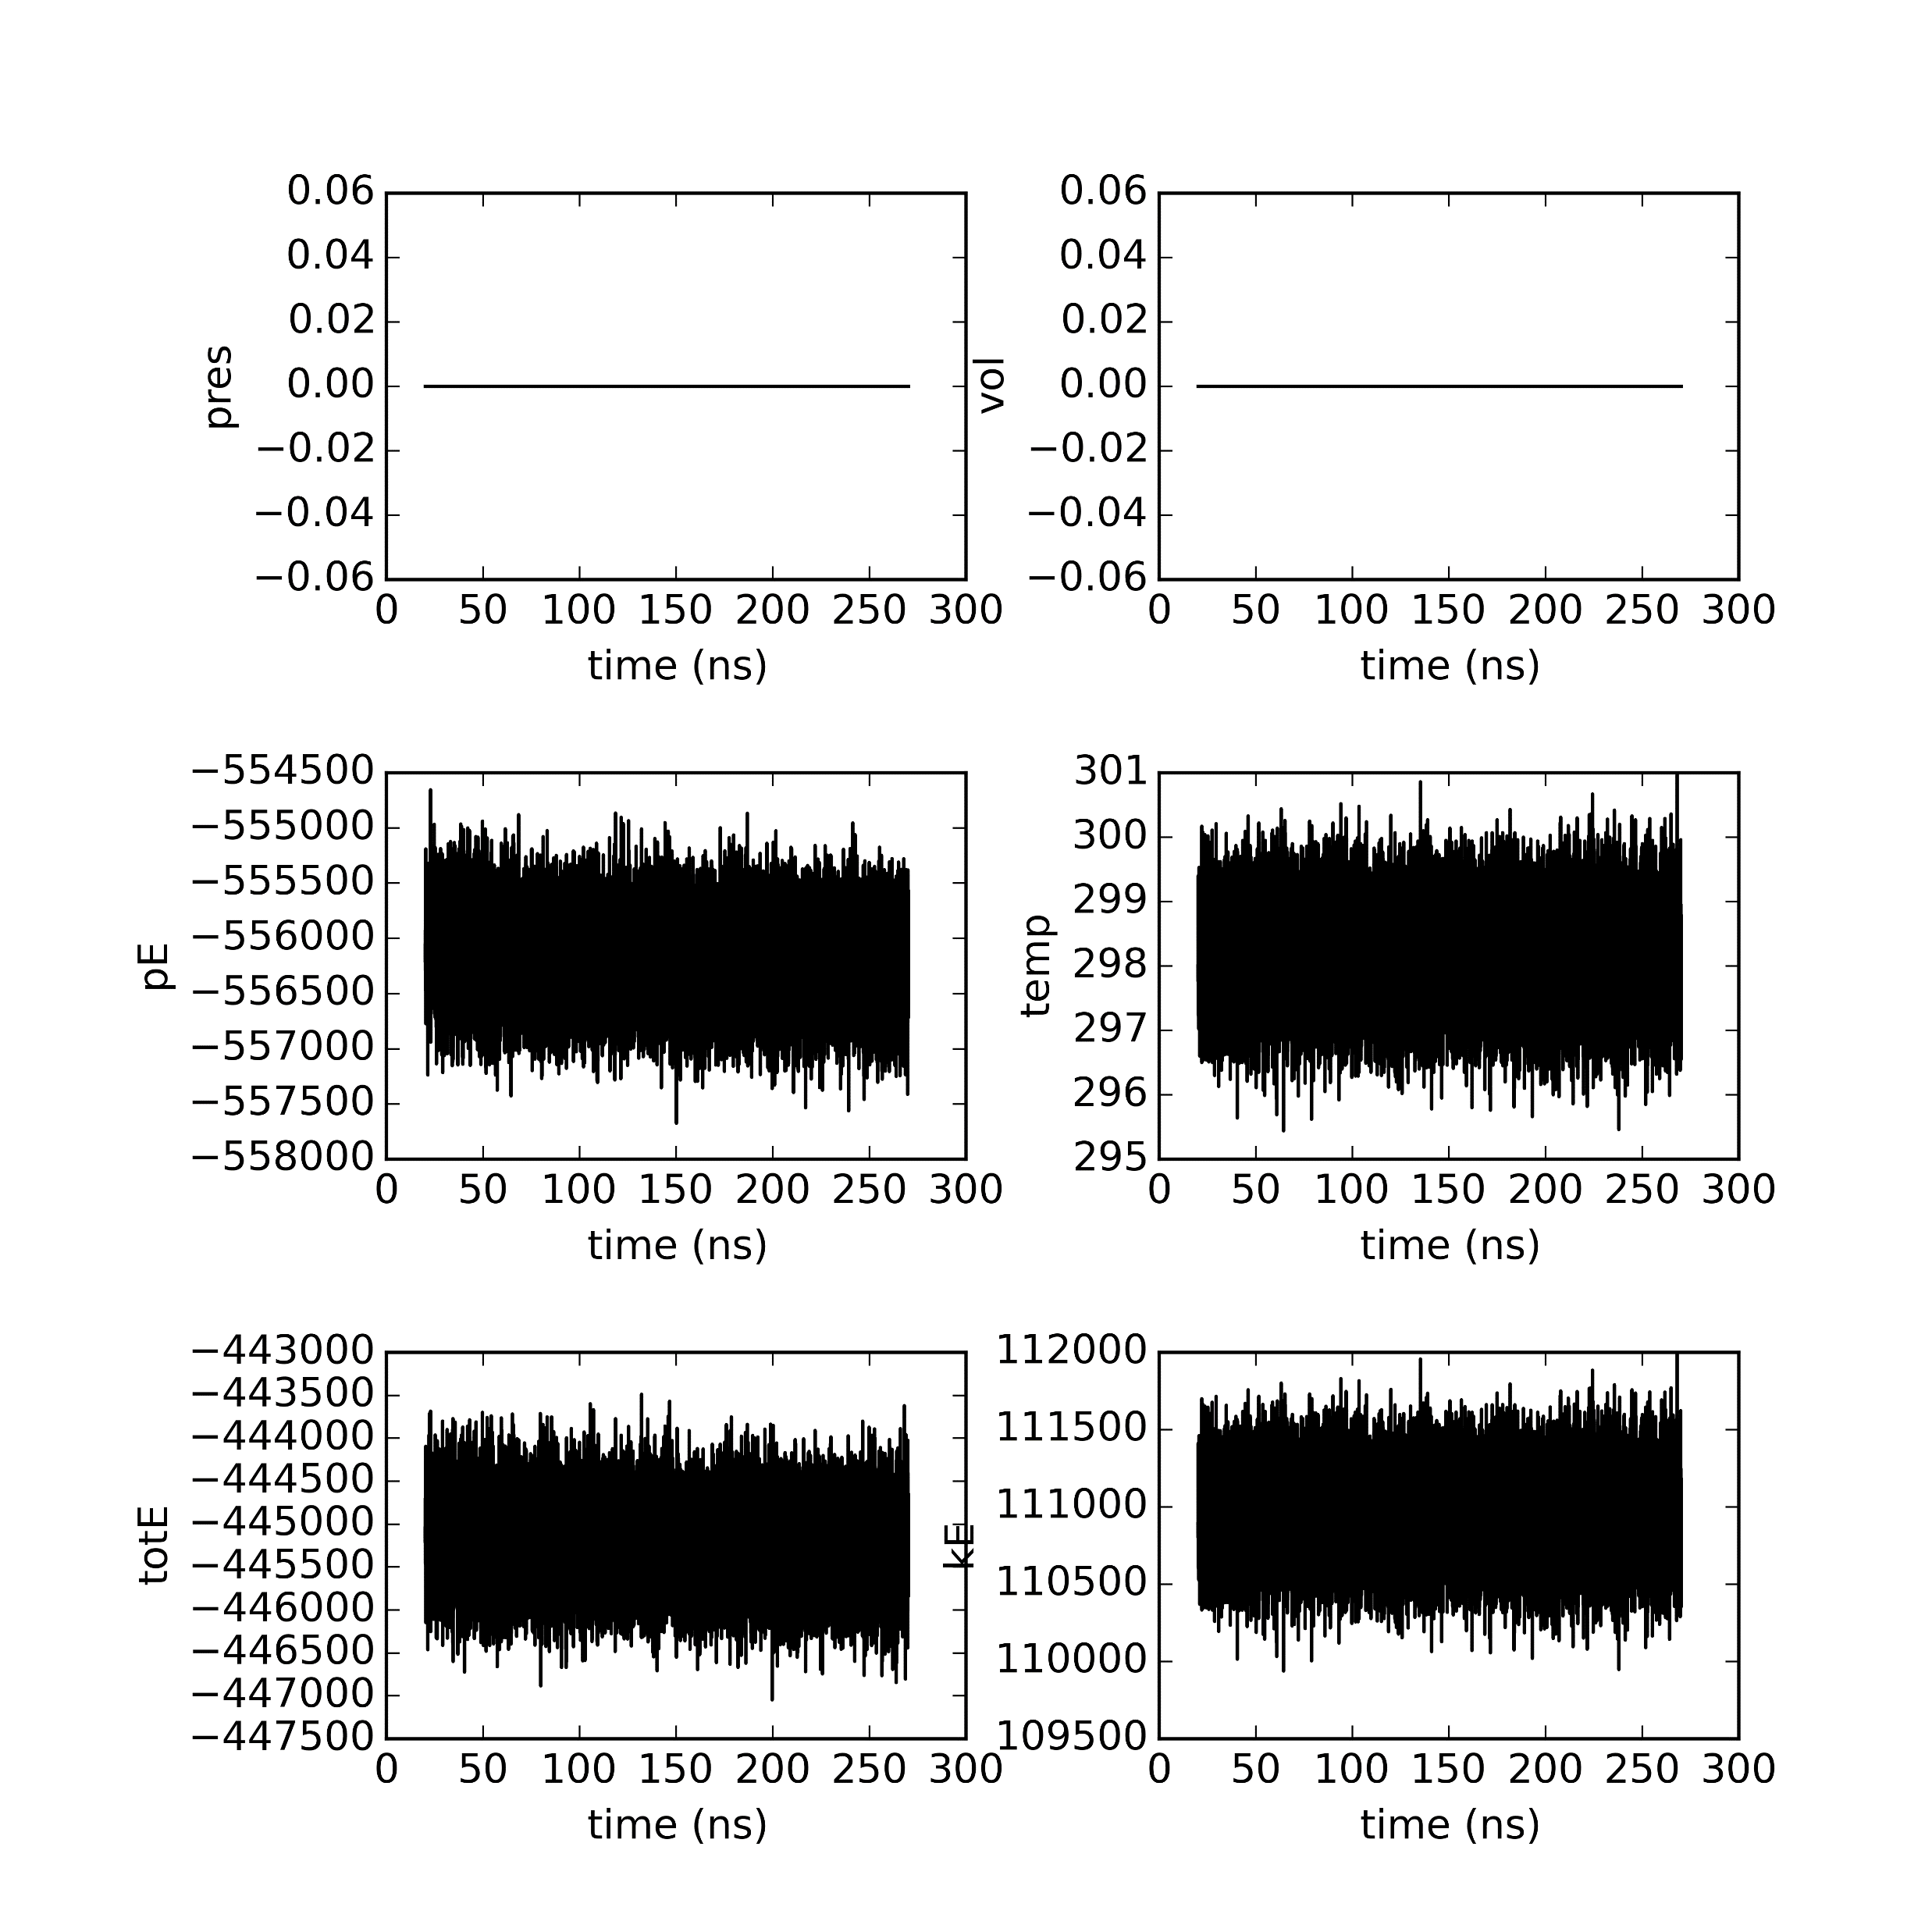 0.06
0.04
0.02
0.00
−0.02
−0.04
−0.06
pres
0 50 100 150 200 250 300
time (ns)
0.06
0.04
0.02
0.00
−0.02
−0.04
−0.06
vol
0 50 100 150 200 250 300
time (ns)
−554500
−555000
−555500
−556000
−556500
−557000
−557500
−558000
pE
0 50 100 150 200 250 300
time (ns)
301
300
299
298
297
296
295
temp
0 50 100 150 200 250 300
time (ns)
−443000
−443500
−444000
−444500
−445000
−445500
−446000
−446500
−447000
−447500
totE
0 50 100 150 200 250 300
time (ns)
112000
111500
111000
110500
110000
109500
kE
0 50 100 150 200 250 300
time (ns)